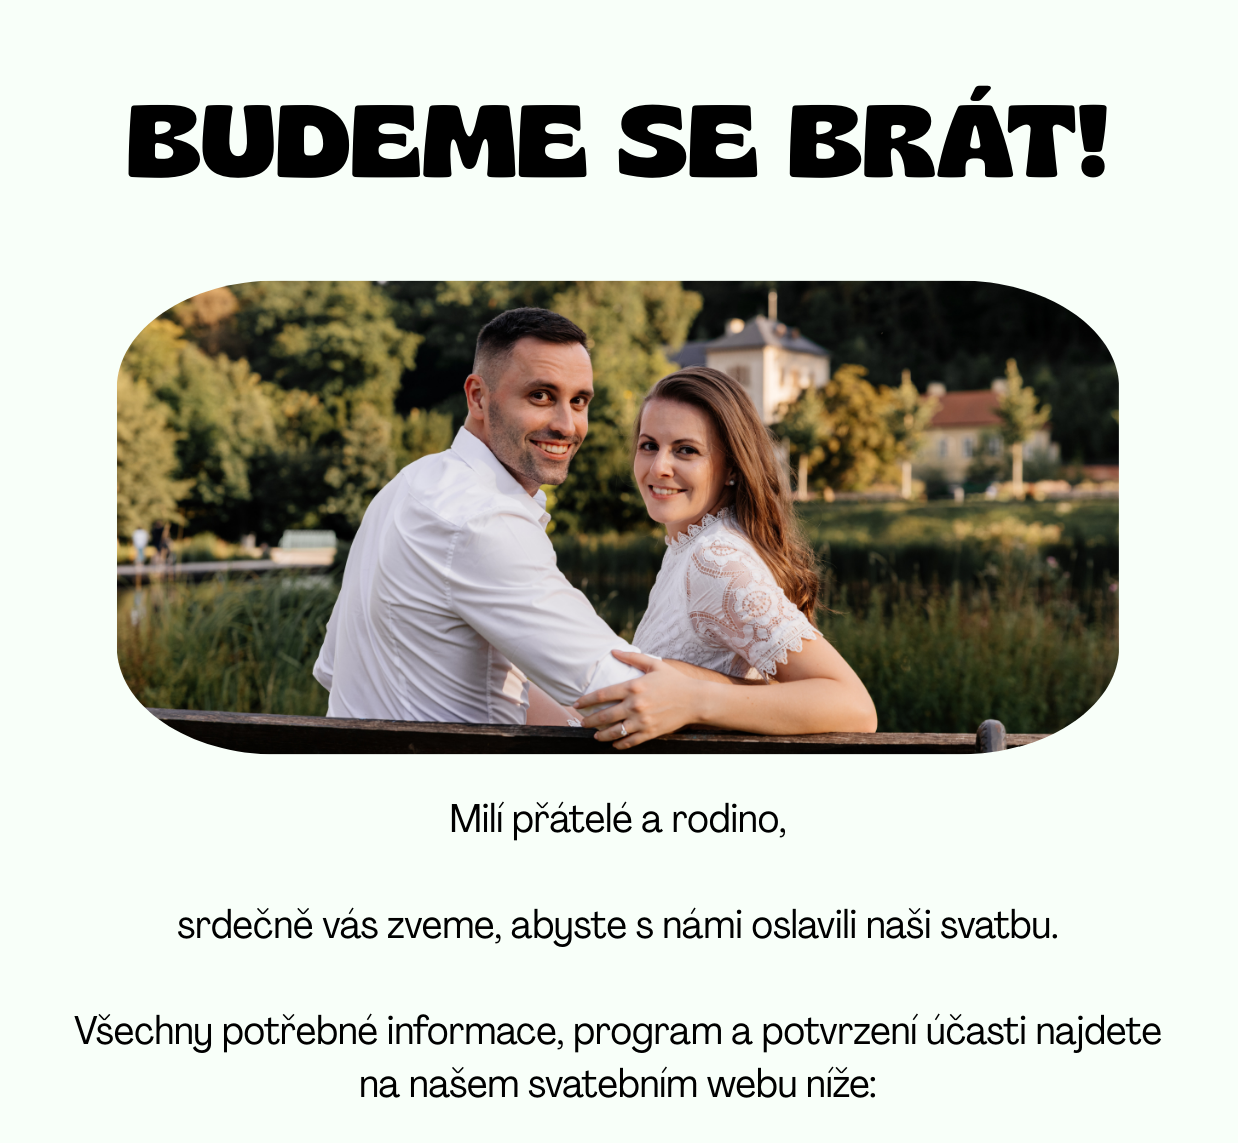 BUDEME SE BRÁT!
Milí přátelé a rodino,
srdečně vás zveme, abyste s námi oslavili naši svatbu.
Všechny potřebné informace, program a potvrzení účasti najdete
na našem svatebním webu níže: